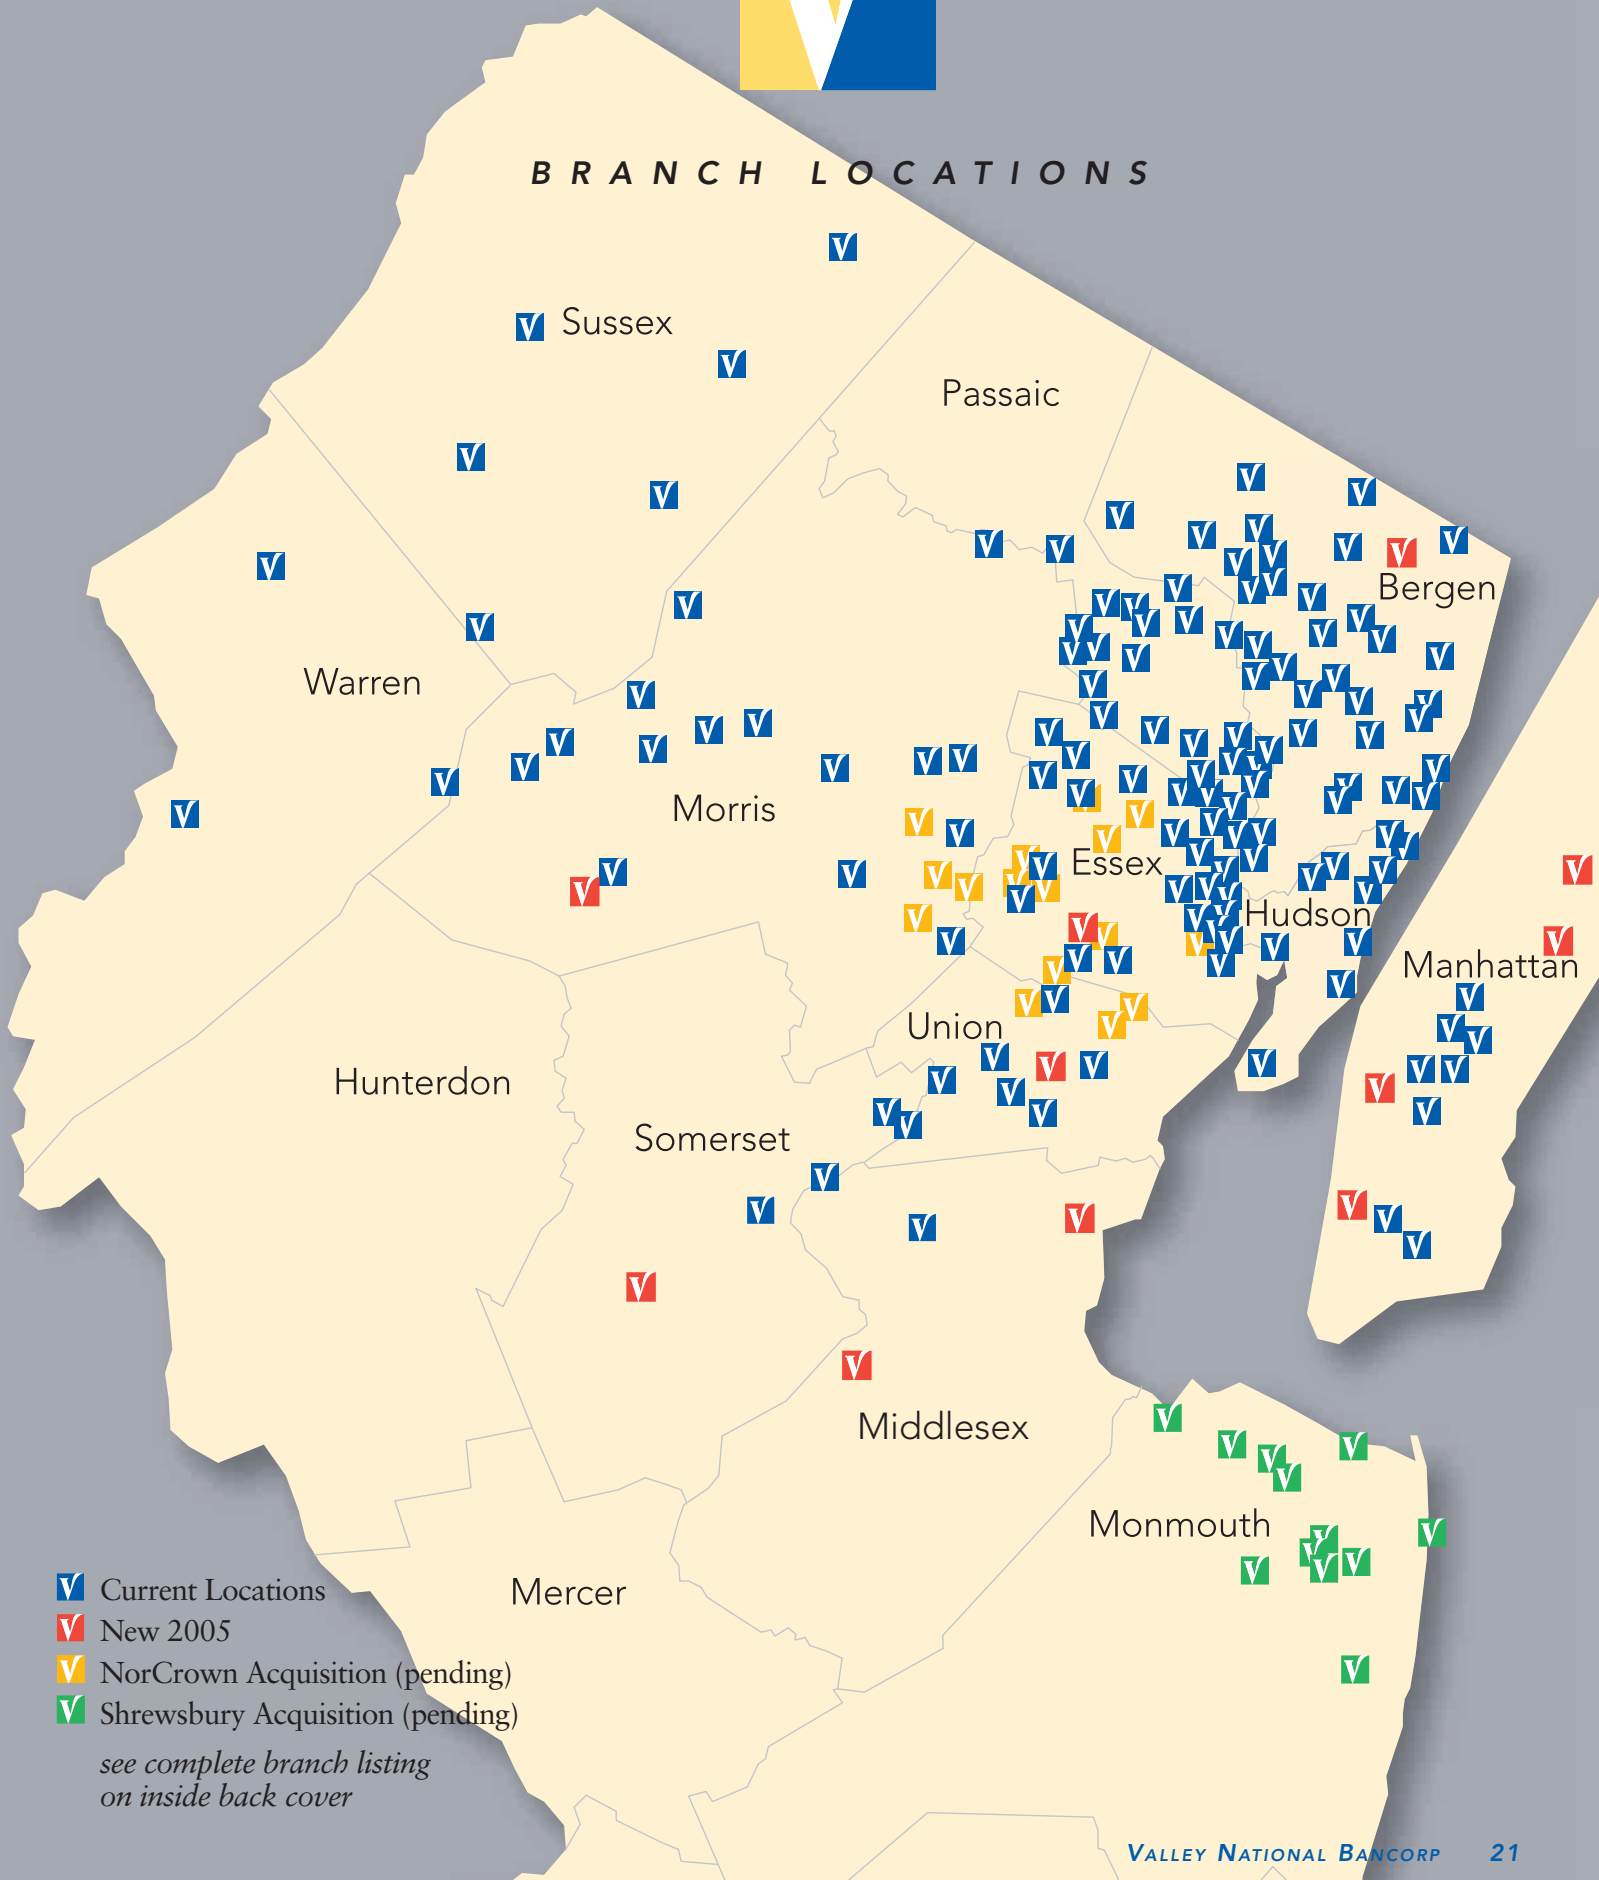 BRANCH LOCATIONS
Sussex
Passaic
Bergen
Warren
Morris
Essex
Hudson
Manhattan
Union
Hunterdon
Somerset
Middlesex
Monmouth
Mercer
Current Locations
New 2005
NorCrown Acquisition (pending)
Shrewsbury Acquisition (pending)
see complete branch listing
on inside back cover
VALLEY NATIONAL BANCORP 21